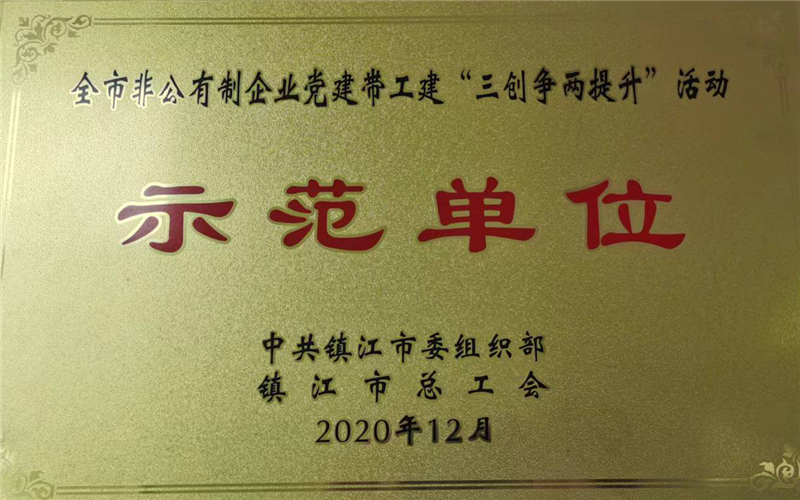 全市非公有制企业党建带工建“三创争两提升”活动
示范单位
中共镇江市委组织部
镇江市总工会
2020年12月